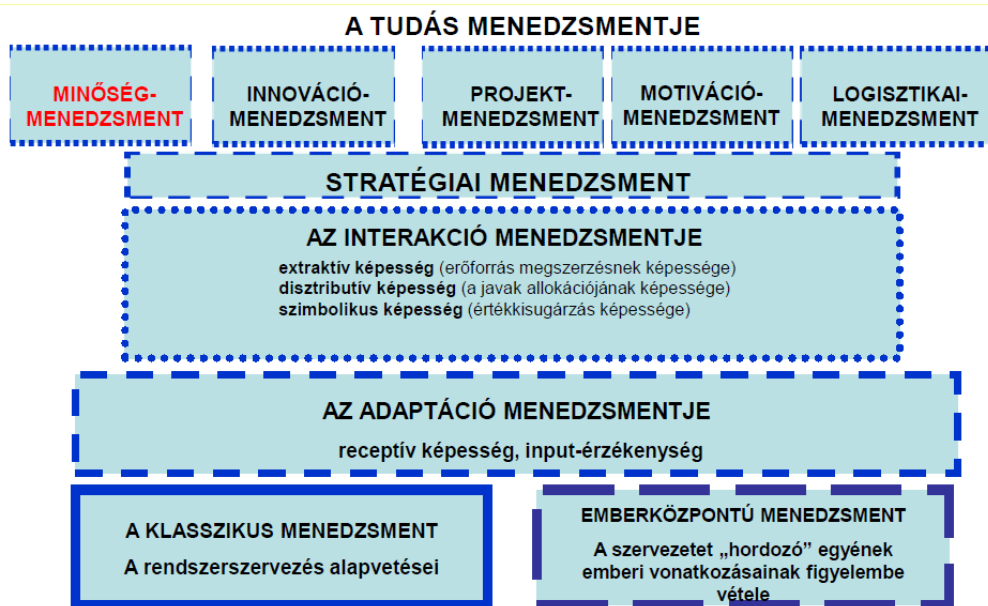 A TUDÁS MENEDZSMENTJE
MINŐSÉG-
MENEDZSMENT
INNOVÁCIÓ-
MENEDZSMENT
PROJEKT-
MENEDZSMENT
MOTIVÁCIÓ-
MENEDZSMENT
LOGISZTIKAI-
MENEDZSMENT
STRATÉGIAI MENEDZSMENT
AZ INTERAKCIÓ MENEDZSMENTJE
extraktív képesség (erőforrás megszerzésnek képessége)
disztributív képesség (a javak allokációjának képessége)
szimbolikus képesség (értékkisugárzás képessége)
AZ ADAPTÁCIÓ MENEDZSMENTJE
receptív képesség, input-érzékenység
A KLASSZIKUS MENEDZSMENT
A rendszerszervezés alapvetései
EMBERKÖZPONTÚ MENEDZSMENT
A szervezetet „hordozó” egyének
emberi vonatkozásainak figyelembe
vétele